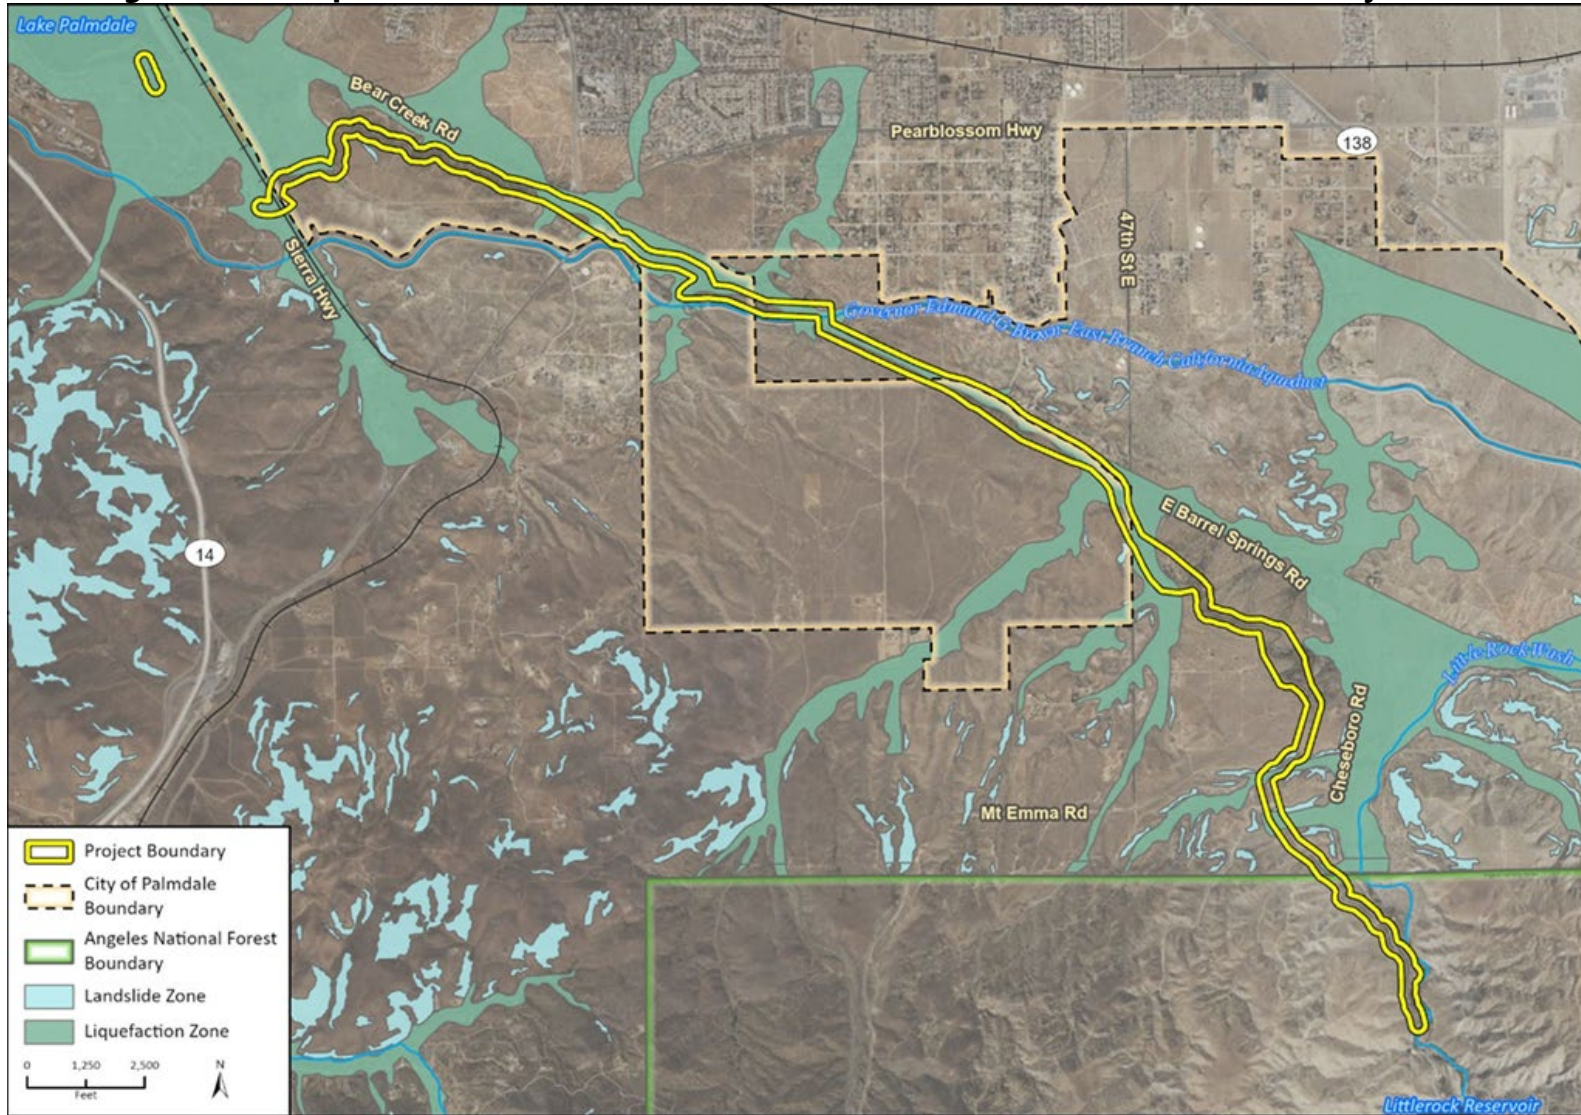 Lake Palmdale
Bear Creek Rd
Pearblossom Hwy
138
47th St E
Sierra Hwy
Governor Edmund G Brown East Branch California Aqueduct
14
E Barrel Springs Rd
Little Rock Wash
Cheseboro Rd
Mt Emma Rd
Project Boundary
City of Palmdale
Boundary
Angeles National Forest
Boundary
Landslide Zone
Liquefaction Zone
0 1,250 2,500
Feet
N
Littlerock Reservoir